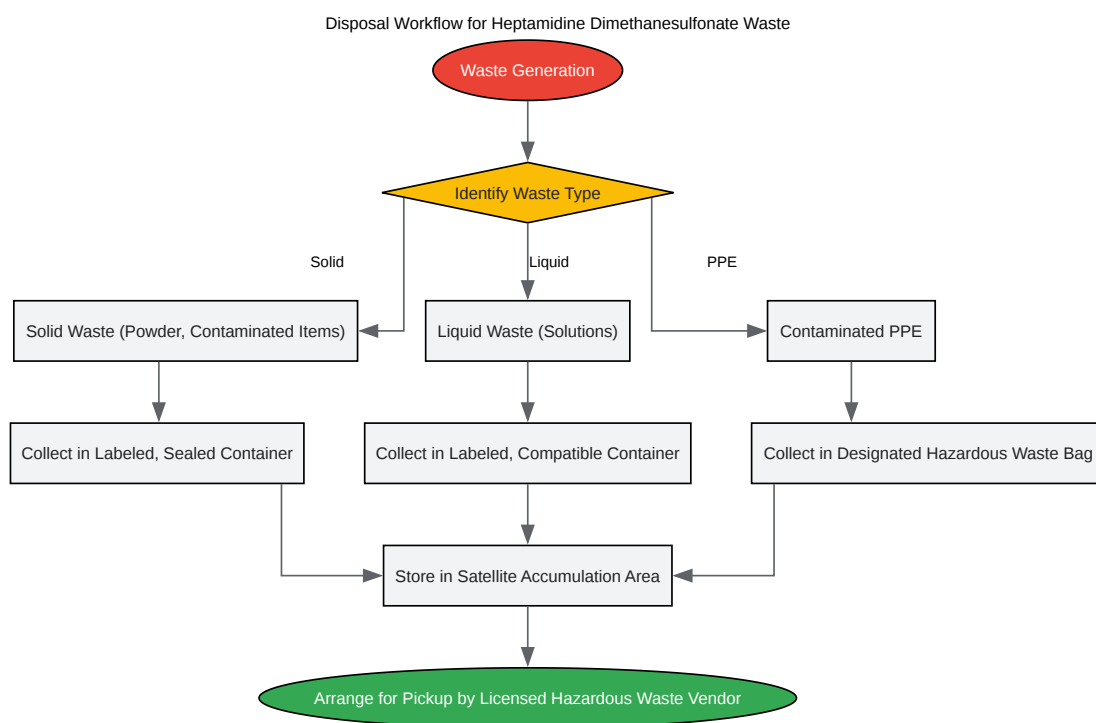 Disposal Workflow for Heptamidine Dimethanesulfonate Waste
Waste Generation
Identify Waste Type
Solid
Liquid
PPE
Solid Waste (Powder, Contaminated Items)
Liquid Waste (Solutions)
Contaminated PPE
Collect in Labeled, Sealed Container
Collect in Labeled, Compatible Container
Collect in Designated Hazardous Waste Bag
Store in Satellite Accumulation Area
Arrange for Pickup by Licensed Hazardous Waste Vendor